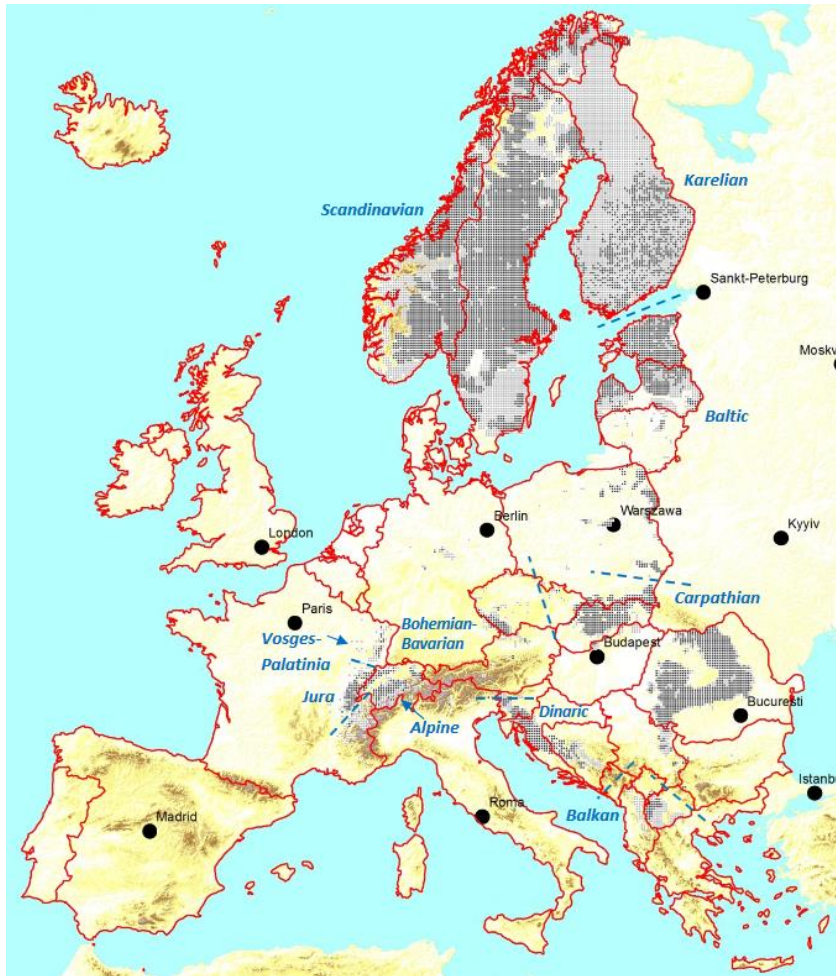 Scandinavian
Karelian
Sankt-Peterburg
Moskv
Baltic
Berlin
Warszawa
Kyyiv
London
Carpathian
Paris
Bohemian-
Bavarian
Vosges-
Palatinia
Budapest
Jura
Alpine
Dinaric
Bucuresti
Istanbu
Madrid
Roma
Balkan